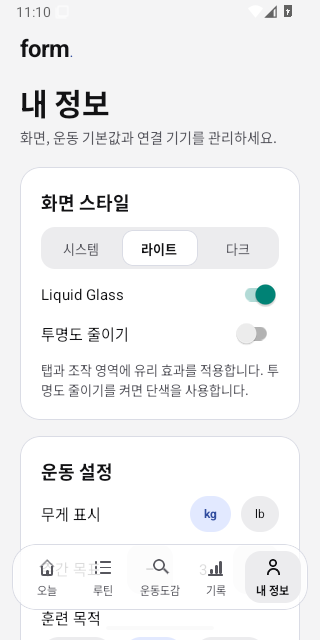 11:10
form.
내 정보
화면, 운동 기본값과 연결 기기를 관리하세요.
화면 스타일
시스템 라이트 다크
Liquid Glass
투명도 줄이기
탭과 조작 영역에 유리 효과를 적용합니다. 투
명도 줄이기를 켜면 단색을 사용합니다.
운동 설정
무게 표시 kg lb
오늘 루틴 운동도감 기록 내 정보
훈련 목적